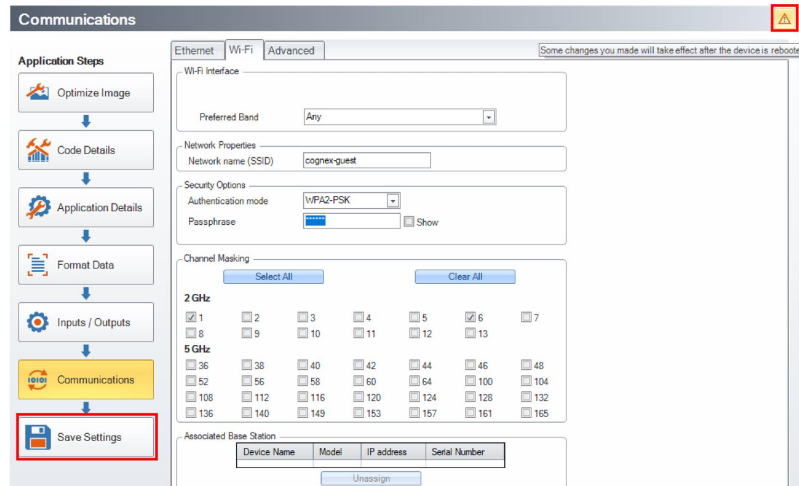 Communications
Ethernet Wi-Fi Advanced
Some changes you made will take effect after the device is reboote
Application Steps
Optimize Image
Code Details
Application Details
Format Data
Inputs / Outputs
Communications
Save Settings
Wi-Fi Interface
Preferred Band Any
Network Properties
Network name (SSID) cognex-guest
Security Options
Authentication mode WPA2-PSK
Passphrase ****** Show
Channel Masking
Select All Clear All
2 GHz
1 2 3 4 5 6 7
8 9 10 11 12 13
5 GHz
36 38 40 42 44 46 48
52 56 58 60 64 100 104
108 112 116 120 124 128 132
136 140 149 153 157 161 165
Associated Base Station
Device Name Model IP address Serial Number
Unassign